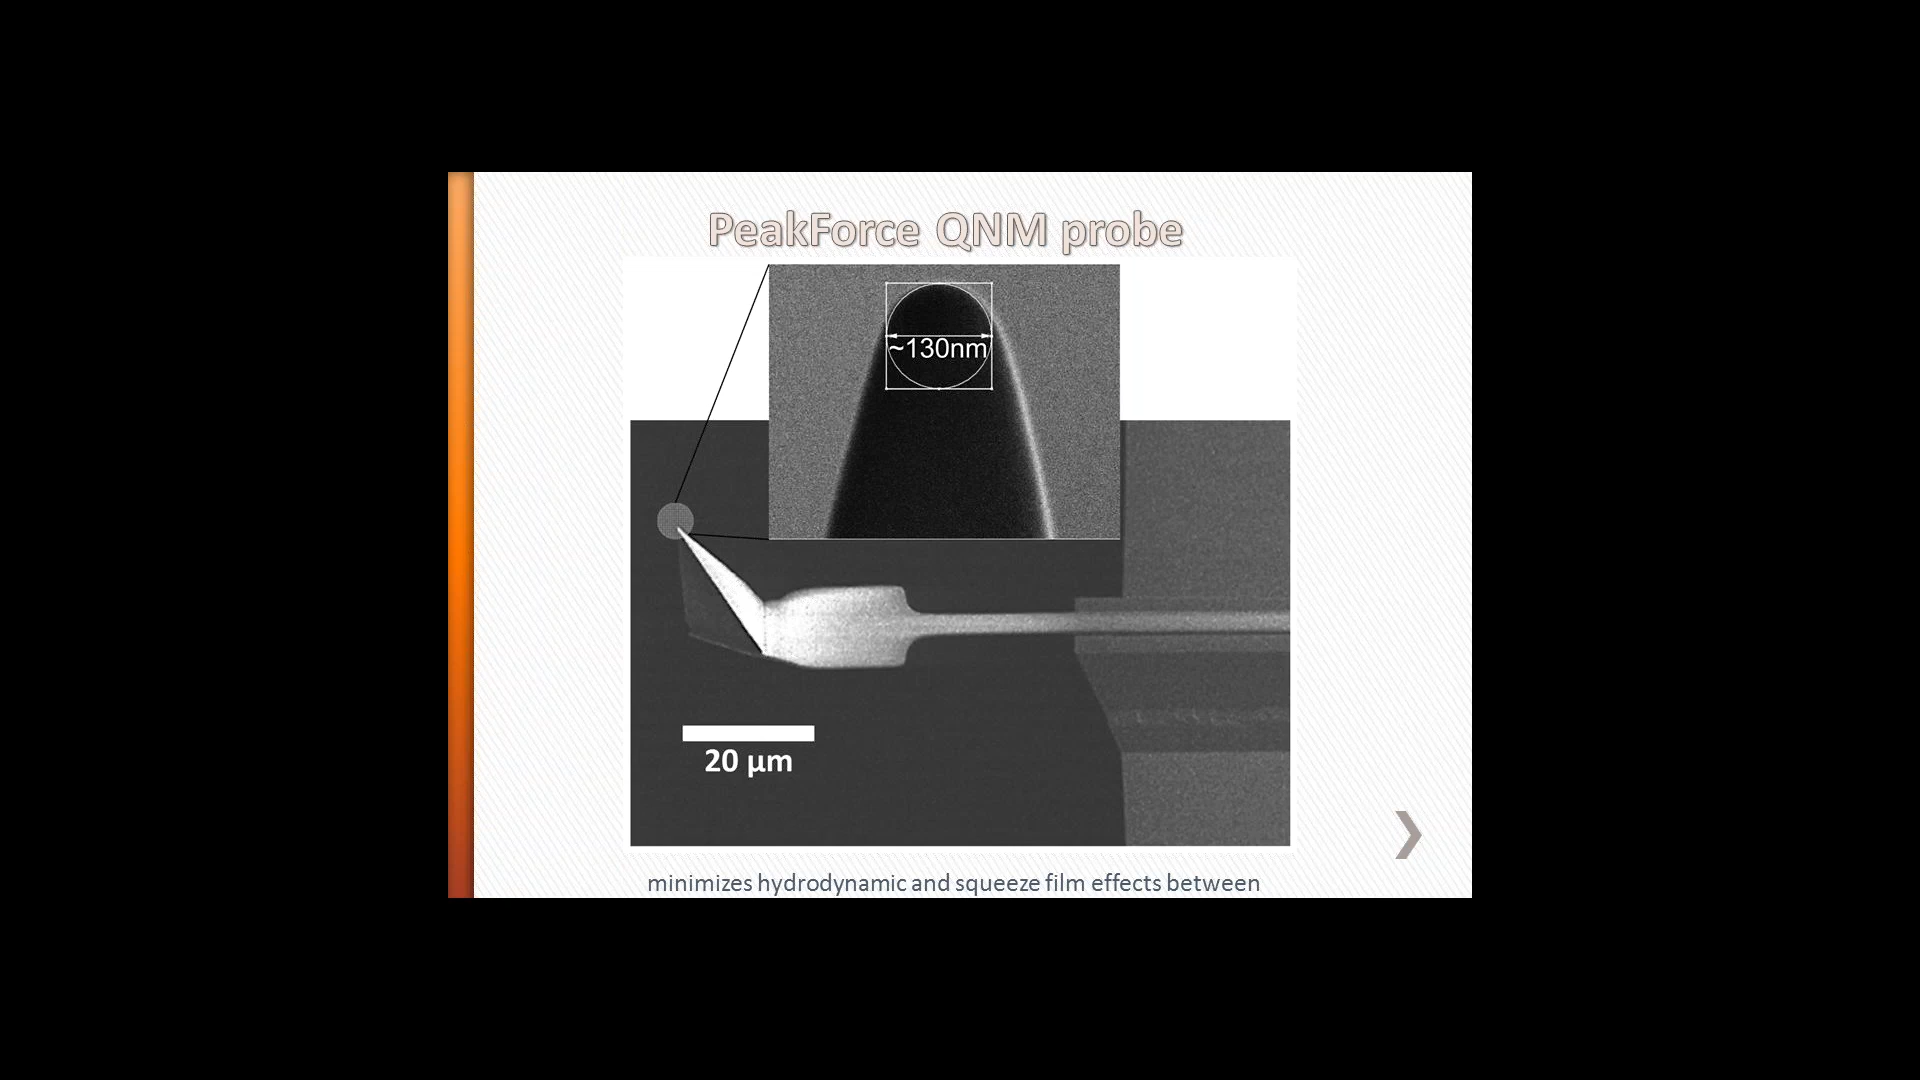 PeakForce QNM probe
~130nm
20 µm
minimizes hydrodynamic and squeeze film effects between